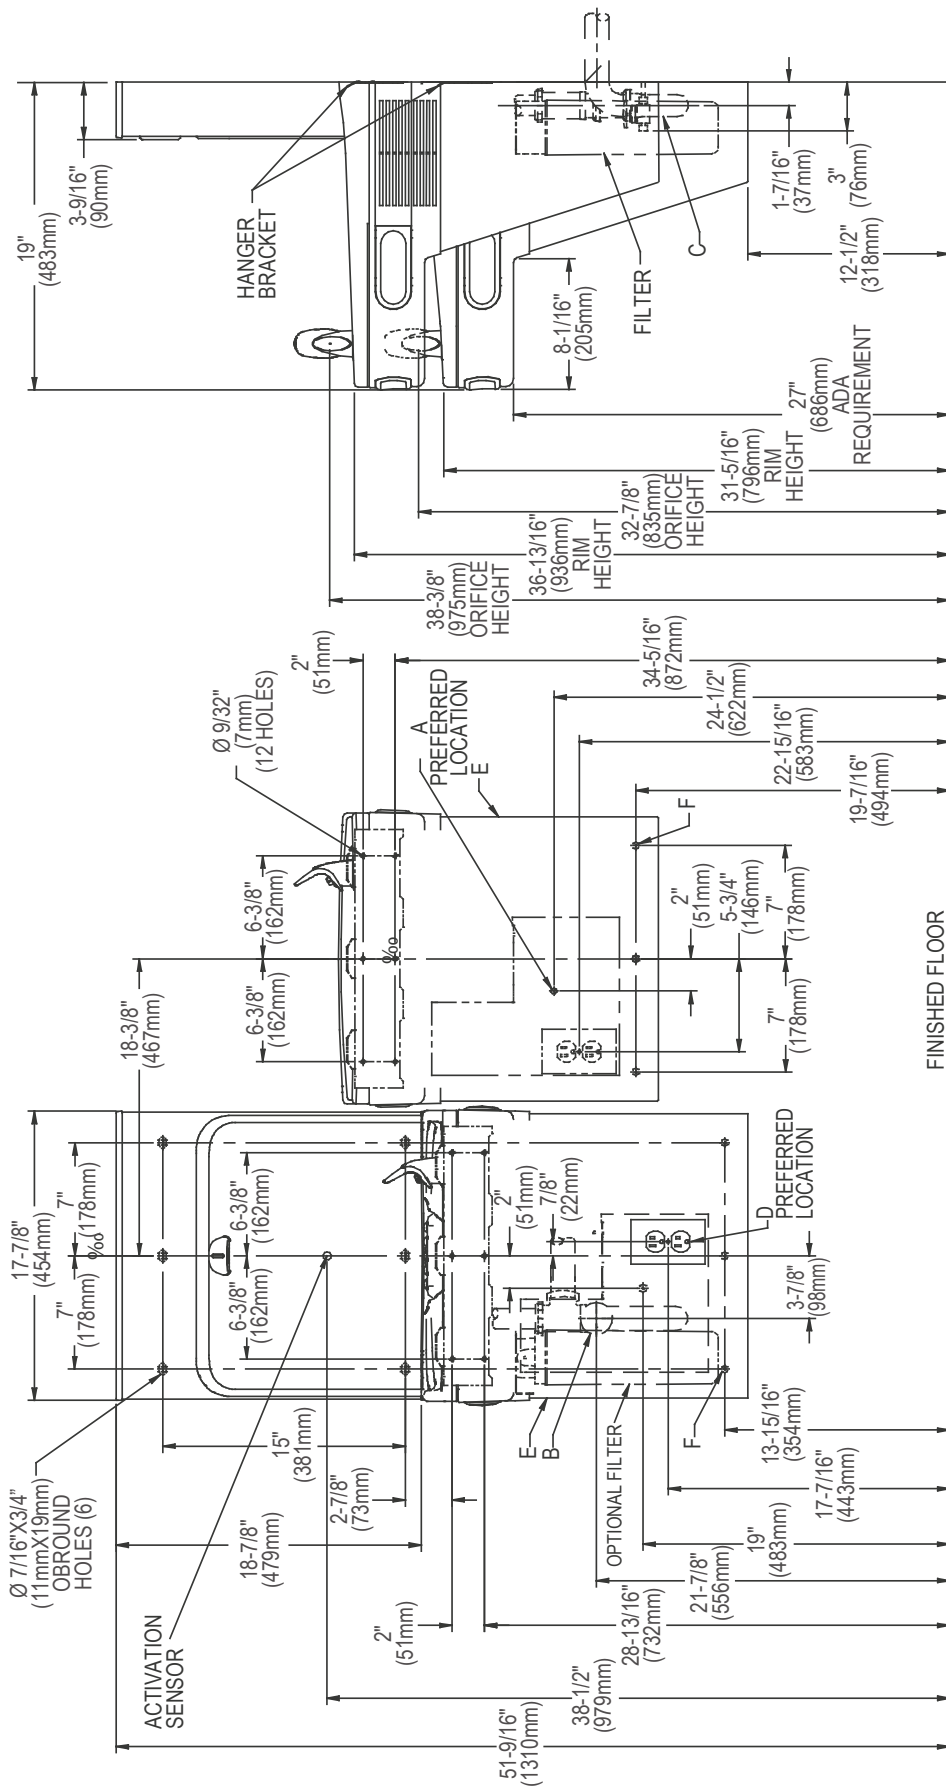 19"
(483mm)
3-9/16"
(90mm)
HANGER
BRACKET
8-1/16"
(205mm)
FILTER
C
1-7/16"
(37mm)
3"
(76mm)
12-1/2"
(318mm)
27"
(686mm)
ADA
REQUIREMENT
31-5/16"
(796mm)
RIM
HEIGHT
32-7/8"
(835mm)
ORIFICE
HEIGHT
36-13/16"
(936mm)
RIM
HEIGHT
38-3/8"
(975mm)
ORIFICE
HEIGHT
2"
(51mm)
Ø 9/32"
(7mm)
(12 HOLES)
A
PREFERRED
LOCATION
E
34-5/16"
(872mm)
24-1/2"
(622mm)
22-15/16"
(583mm)
19-7/16"
(494mm)
F
6-3/8"
(162mm)
6-3/8"
(162mm)
18-3/8"
(467mm)
‰
2"
(51mm)
5-3/4"
(146mm)
7"
(178mm)
7"
(178mm)
FINISHED FLOOR
17-7/8"
(454mm)
7"
(178mm)
‰
7"
(178mm)
6-3/8"
(162mm)
6-3/8"
(162mm)
2"
(51mm)
7/8"
(22mm)
D
PREFERRED
LOCATION
3-7/8"
(98mm)
Ø 7/16"X3/4"
(11mmX19mm)
OBROUND
HOLES (6)
15"
(381mm)
2-7/8"
(73mm)
18-7/8"
(479mm)
ACTIVATION
SENSOR
2"
(51mm)
E
B
OPTIONAL FILTER
F
13-15/16"
(354mm)
17-7/16"
(443mm)
19"
(483mm)
21-7/8"
(556mm)
28-13/16"
(732mm)
38-1/2"
(979mm)
51-9/16"
(1310mm)